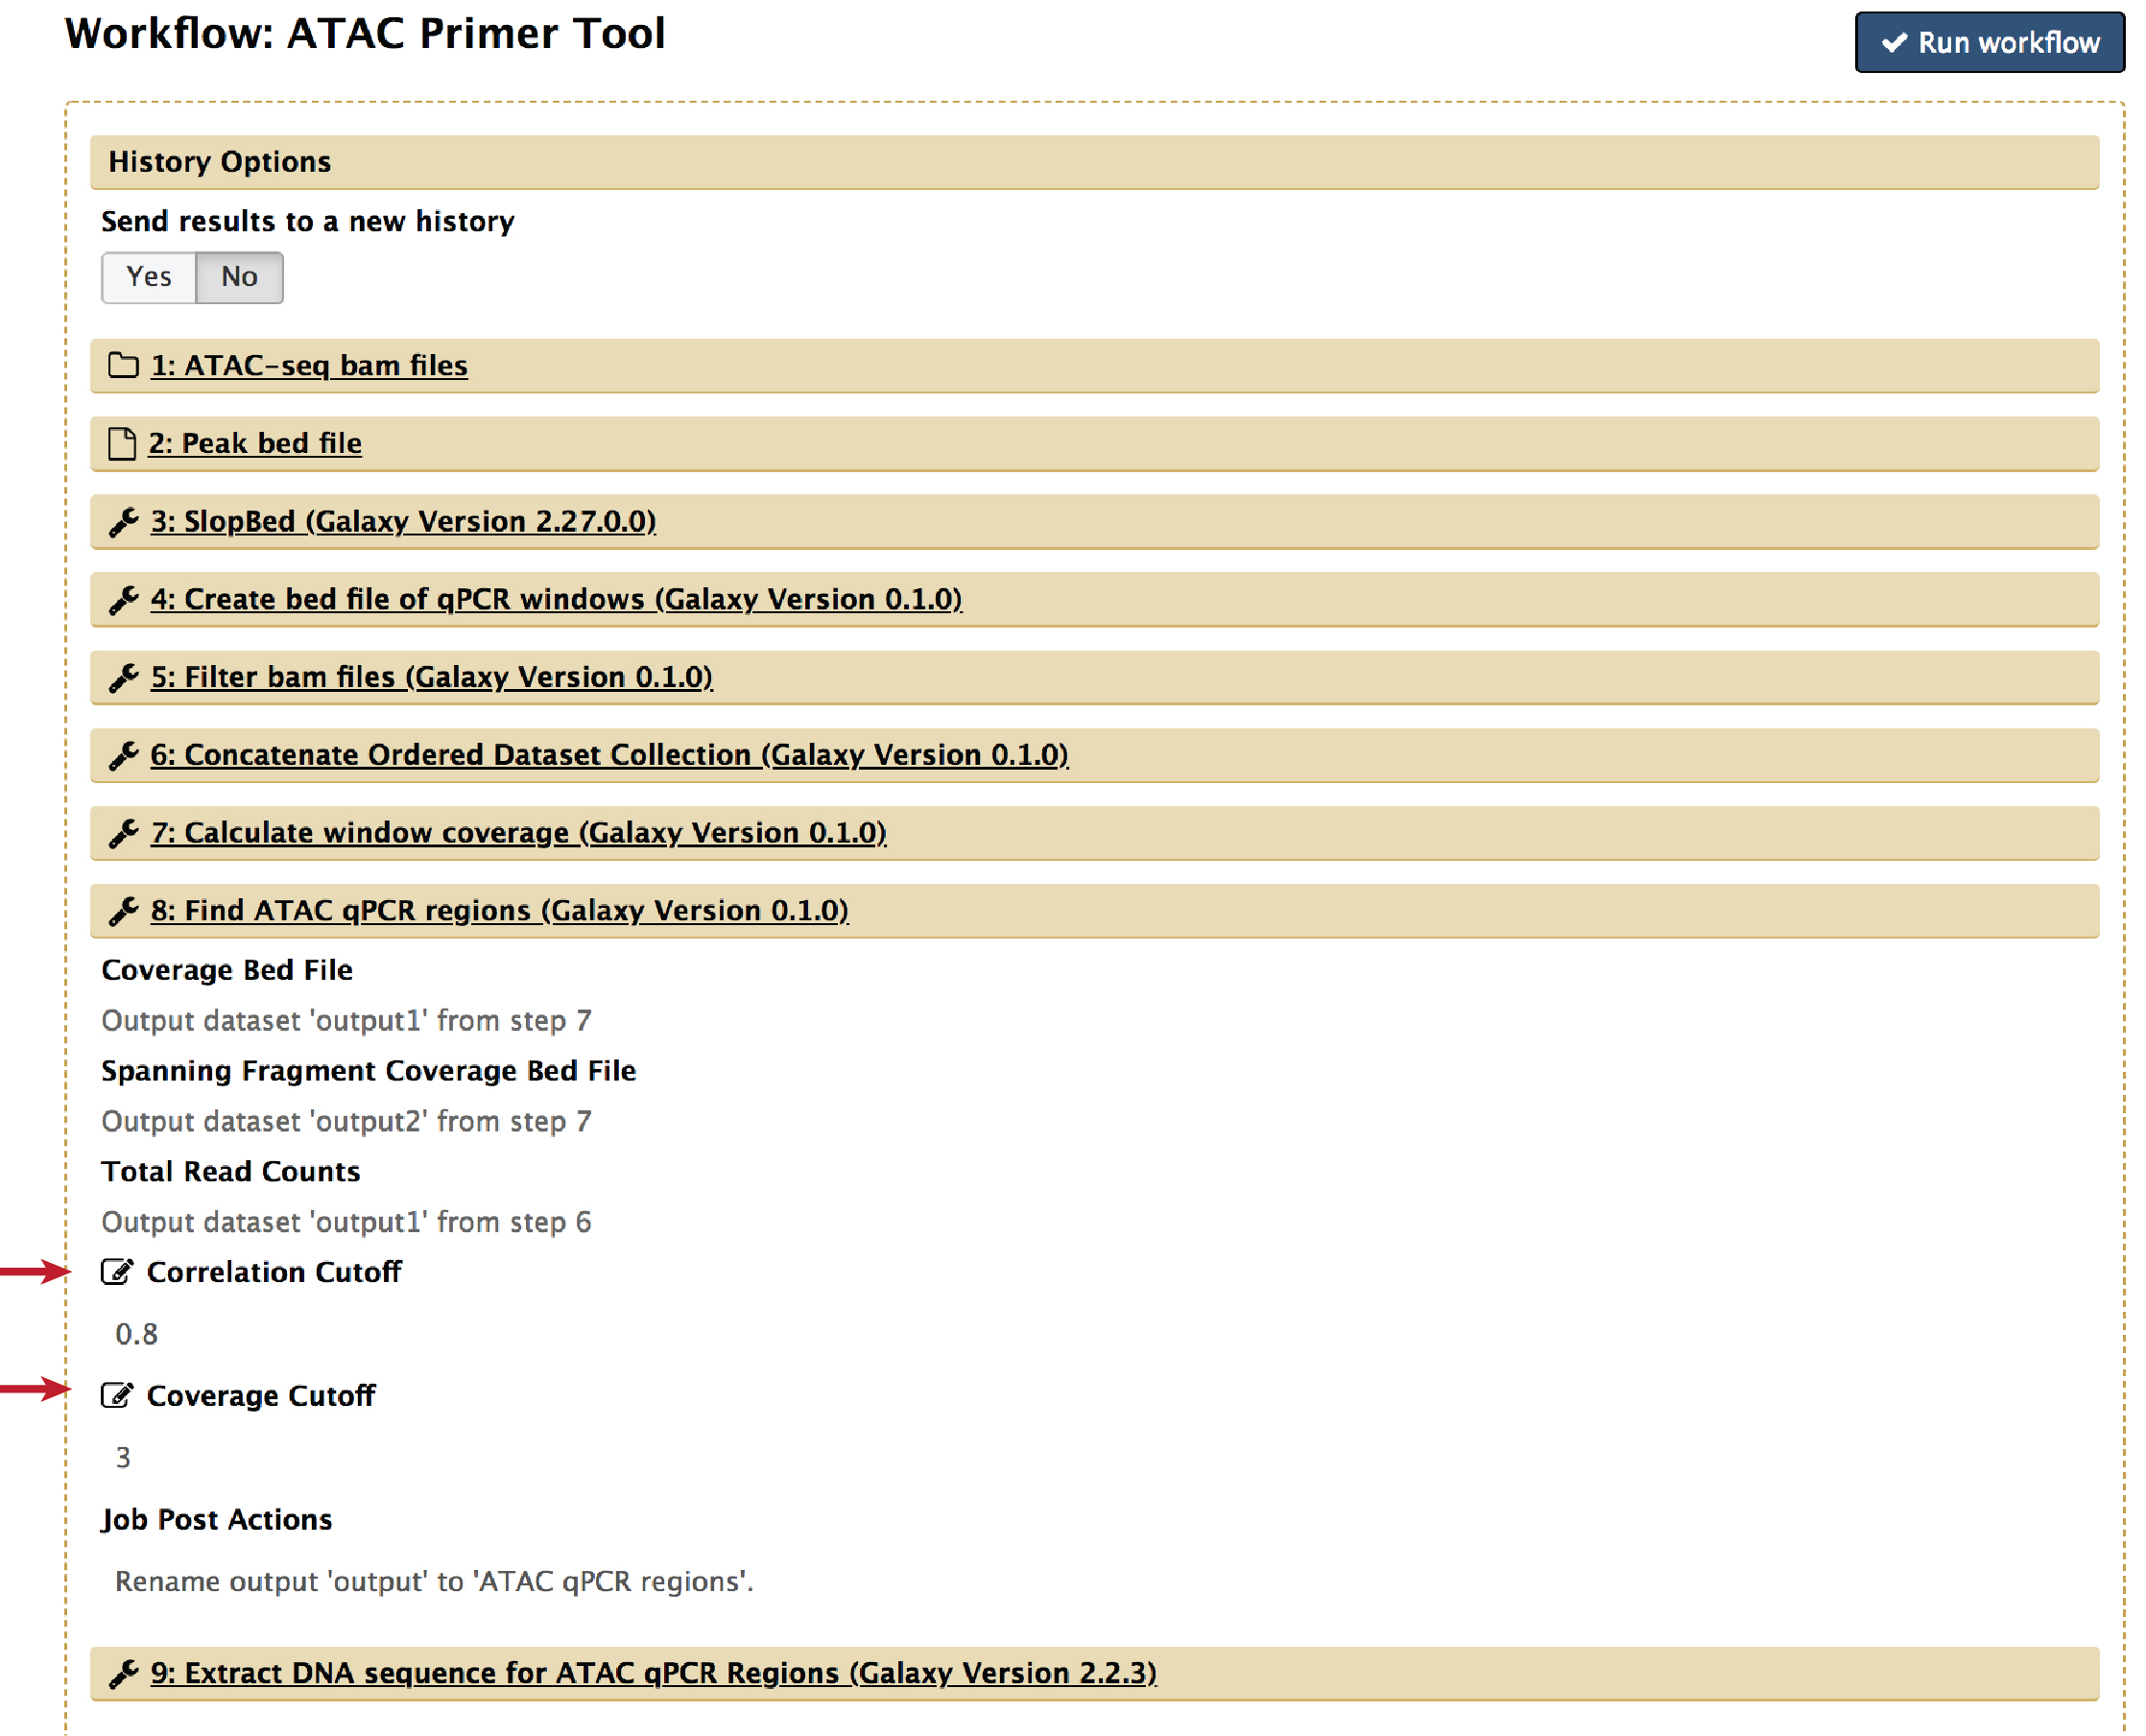 Workflow: ATAC Primer Tool
Run workflow
History Options
Send results to a new history
Yes No
1: ATAC-seq bam files
2: Peak bed file
3: SlopBed (Galaxy Version 2.27.0.0)
4: Create bed file of qPCR windows (Galaxy Version 0.1.0)
5: Filter bam files (Galaxy Version 0.1.0)
6: Concatenate Ordered Dataset Collection (Galaxy Version 0.1.0)
7: Calculate window coverage (Galaxy Version 0.1.0)
8: Find ATAC qPCR regions (Galaxy Version 0.1.0)
Coverage Bed File
Output dataset 'output1' from step 7
Spanning Fragment Coverage Bed File
Output dataset 'output2' from step 7
Total Read Counts
Output dataset 'output1' from step 6
Correlation Cutoff
0.8
Coverage Cutoff
3
Job Post Actions
Rename output 'output' to 'ATAC qPCR regions'.
9: Extract DNA sequence for ATAC qPCR Regions (Galaxy Version 2.2.3)